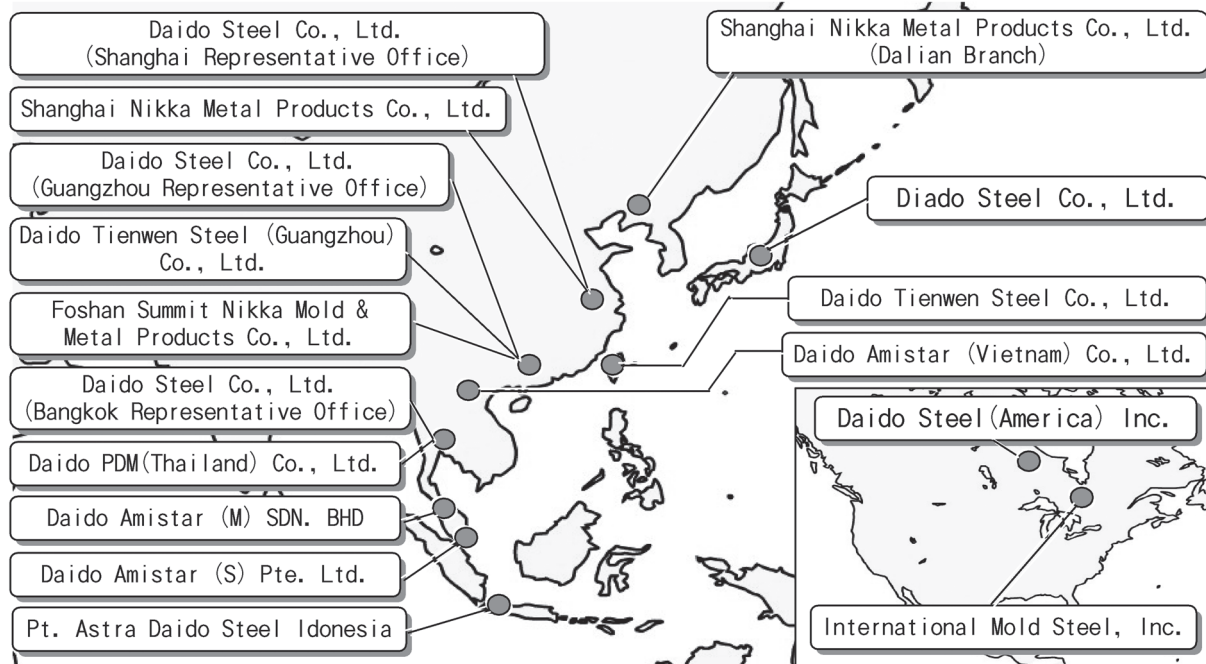 Daido Steel Co., Ltd.
(Shanghai Representative Office)
Shanghai Nikka Metal Products Co., Ltd.
Daido Steel Co., Ltd.
(Guangzhou Representative Office)
Daido Tienwen Steel (Guangzhou)
Co., Ltd.
Foshan Summit Nikka Mold &
Metal Products Co., Ltd.
Daido Steel Co., Ltd.
(Bangkok Representative Office)
Daido PDM(Thailand) Co., Ltd.
Daido Amistar (M) SDN. BHD
Daido Amistar (S) Pte. Ltd.
Pt. Astra Daido Steel Idonesia
Shanghai Nikka Metal Products Co., Ltd.
(Dalian Branch)
Diado Steel Co., Ltd.
Daido Tienwen Steel Co., Ltd.
Daido Amistar (Vietnam) Co., Ltd.
Daido Steel(America) Inc.
International Mold Steel, Inc.